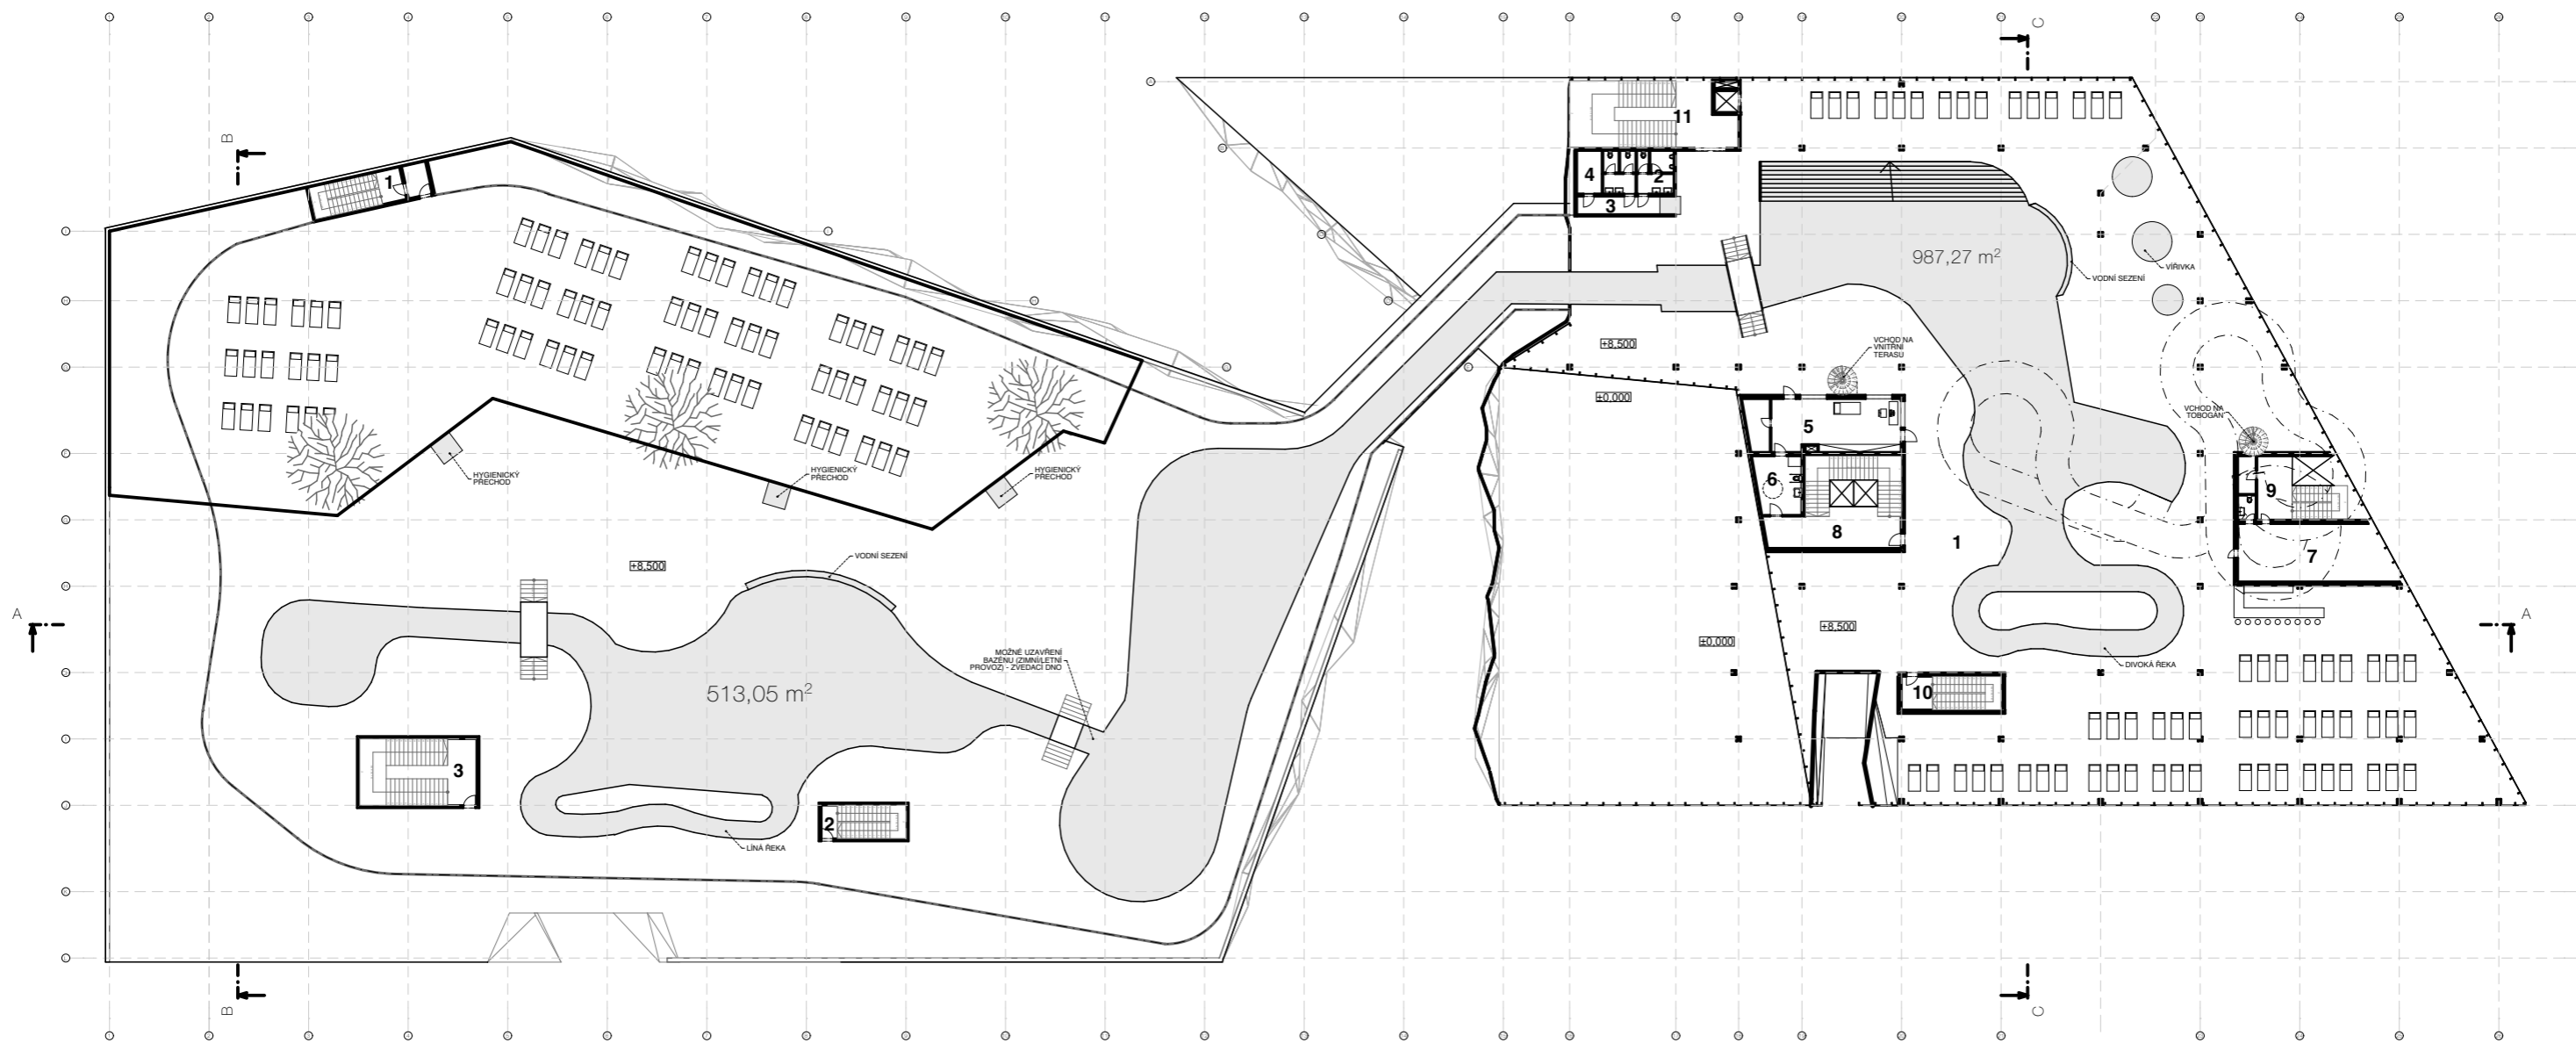 C
B
11
4
2
3
1
987,27 m²
VODNÍ SEZENÍ
VÍŘIVKA
+8,500
VCHOD NA
VNITŘNÍ
TERASU
±0,000
VCHOD NA
TOBOGÁN
5
6
8
9
1
7
HYGIENICKÝ
PŘECHOD
HYGIENICKÝ
PŘECHOD
HYGIENICKÝ
PŘECHOD
VODNÍ SEZENÍ
+8,500
A
A
±0,000
+8,500
MOŽNÉ UZAVŘENÍ
BAZÉNU (ZIMNÍ/LETNÍ
PROVOZ) - ZVEDACÍ DNO
DIVOKÁ ŘEKA
513,05 m²
10
3
2
LÍNÁ ŘEKA
B
C